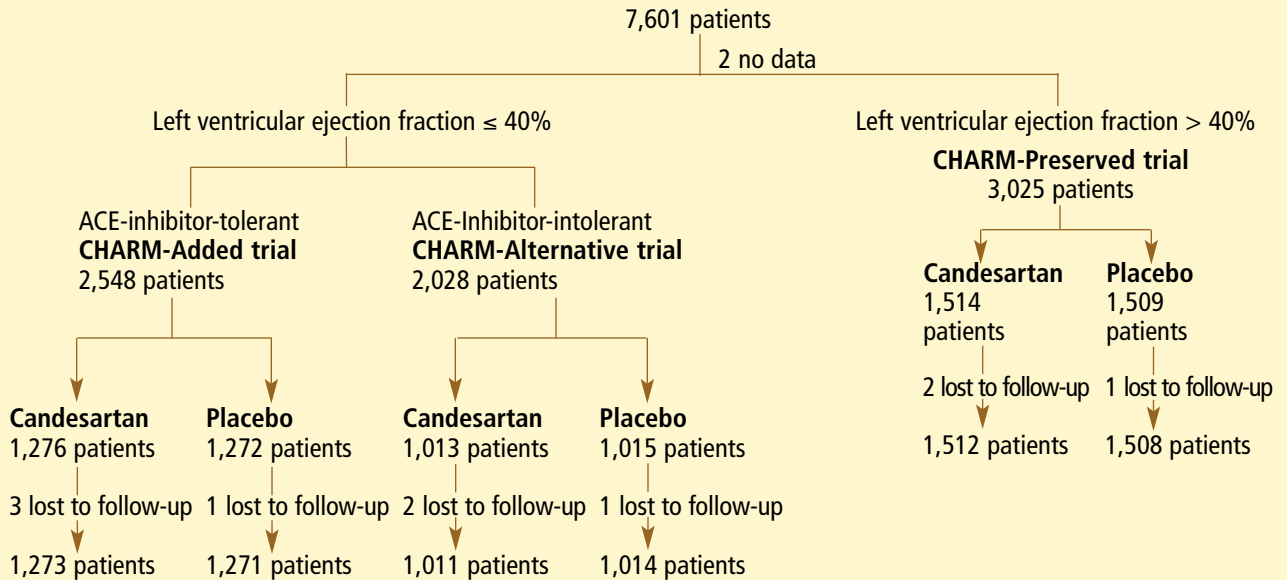 7,601 patients
2 no data
Left ventricular ejection fraction ≤ 40%
Left ventricular ejection fraction > 40%
CHARM-Preserved trial
3,025 patients
ACE-inhibitor-tolerant
CHARM-Added trial
2,548 patients
ACE-Inhibitor-intolerant
CHARM-Alternative trial
2,028 patients
Candesartan
1,514
patients
2 lost to follow-up
1,512 patients
Placebo
1,509
patients
1 lost to follow-up
1,508 patients
Candesartan
1,276 patients
3 lost to follow-up
1,273 patients
Placebo
1,272 patients
1 lost to follow-up
1,271 patients
Candesartan
1,013 patients
2 lost to follow-up
1,011 patients
Placebo
1,015 patients
1 lost to follow-up
1,014 patients